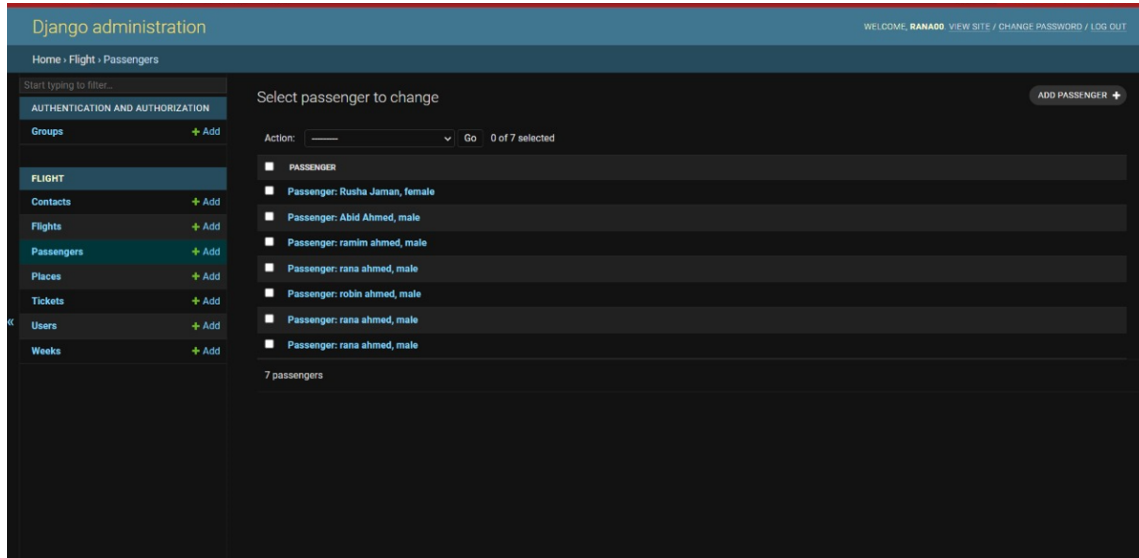 Django administration
WELCOME, RANA00. VIEW SITE / CHANGE PASSWORD / LOG OUT
Home › Flight › Passengers
Start typing to filter...
AUTHENTICATION AND AUTHORIZATION
Groups + Add
FLIGHT
Contacts + Add
Flights + Add
Passengers + Add
Places + Add
Tickets + Add
Users + Add
Weeks + Add
«
Select passenger to change
ADD PASSENGER +
Action: --------- Go 0 of 7 selected
PASSENGER
Passenger: Rusha Jaman, female
Passenger: Abid Ahmed, male
Passenger: ramim ahmed, male
Passenger: rana ahmed, male
Passenger: robin ahmed, male
Passenger: rana ahmed, male
Passenger: rana ahmed, male
7 passengers